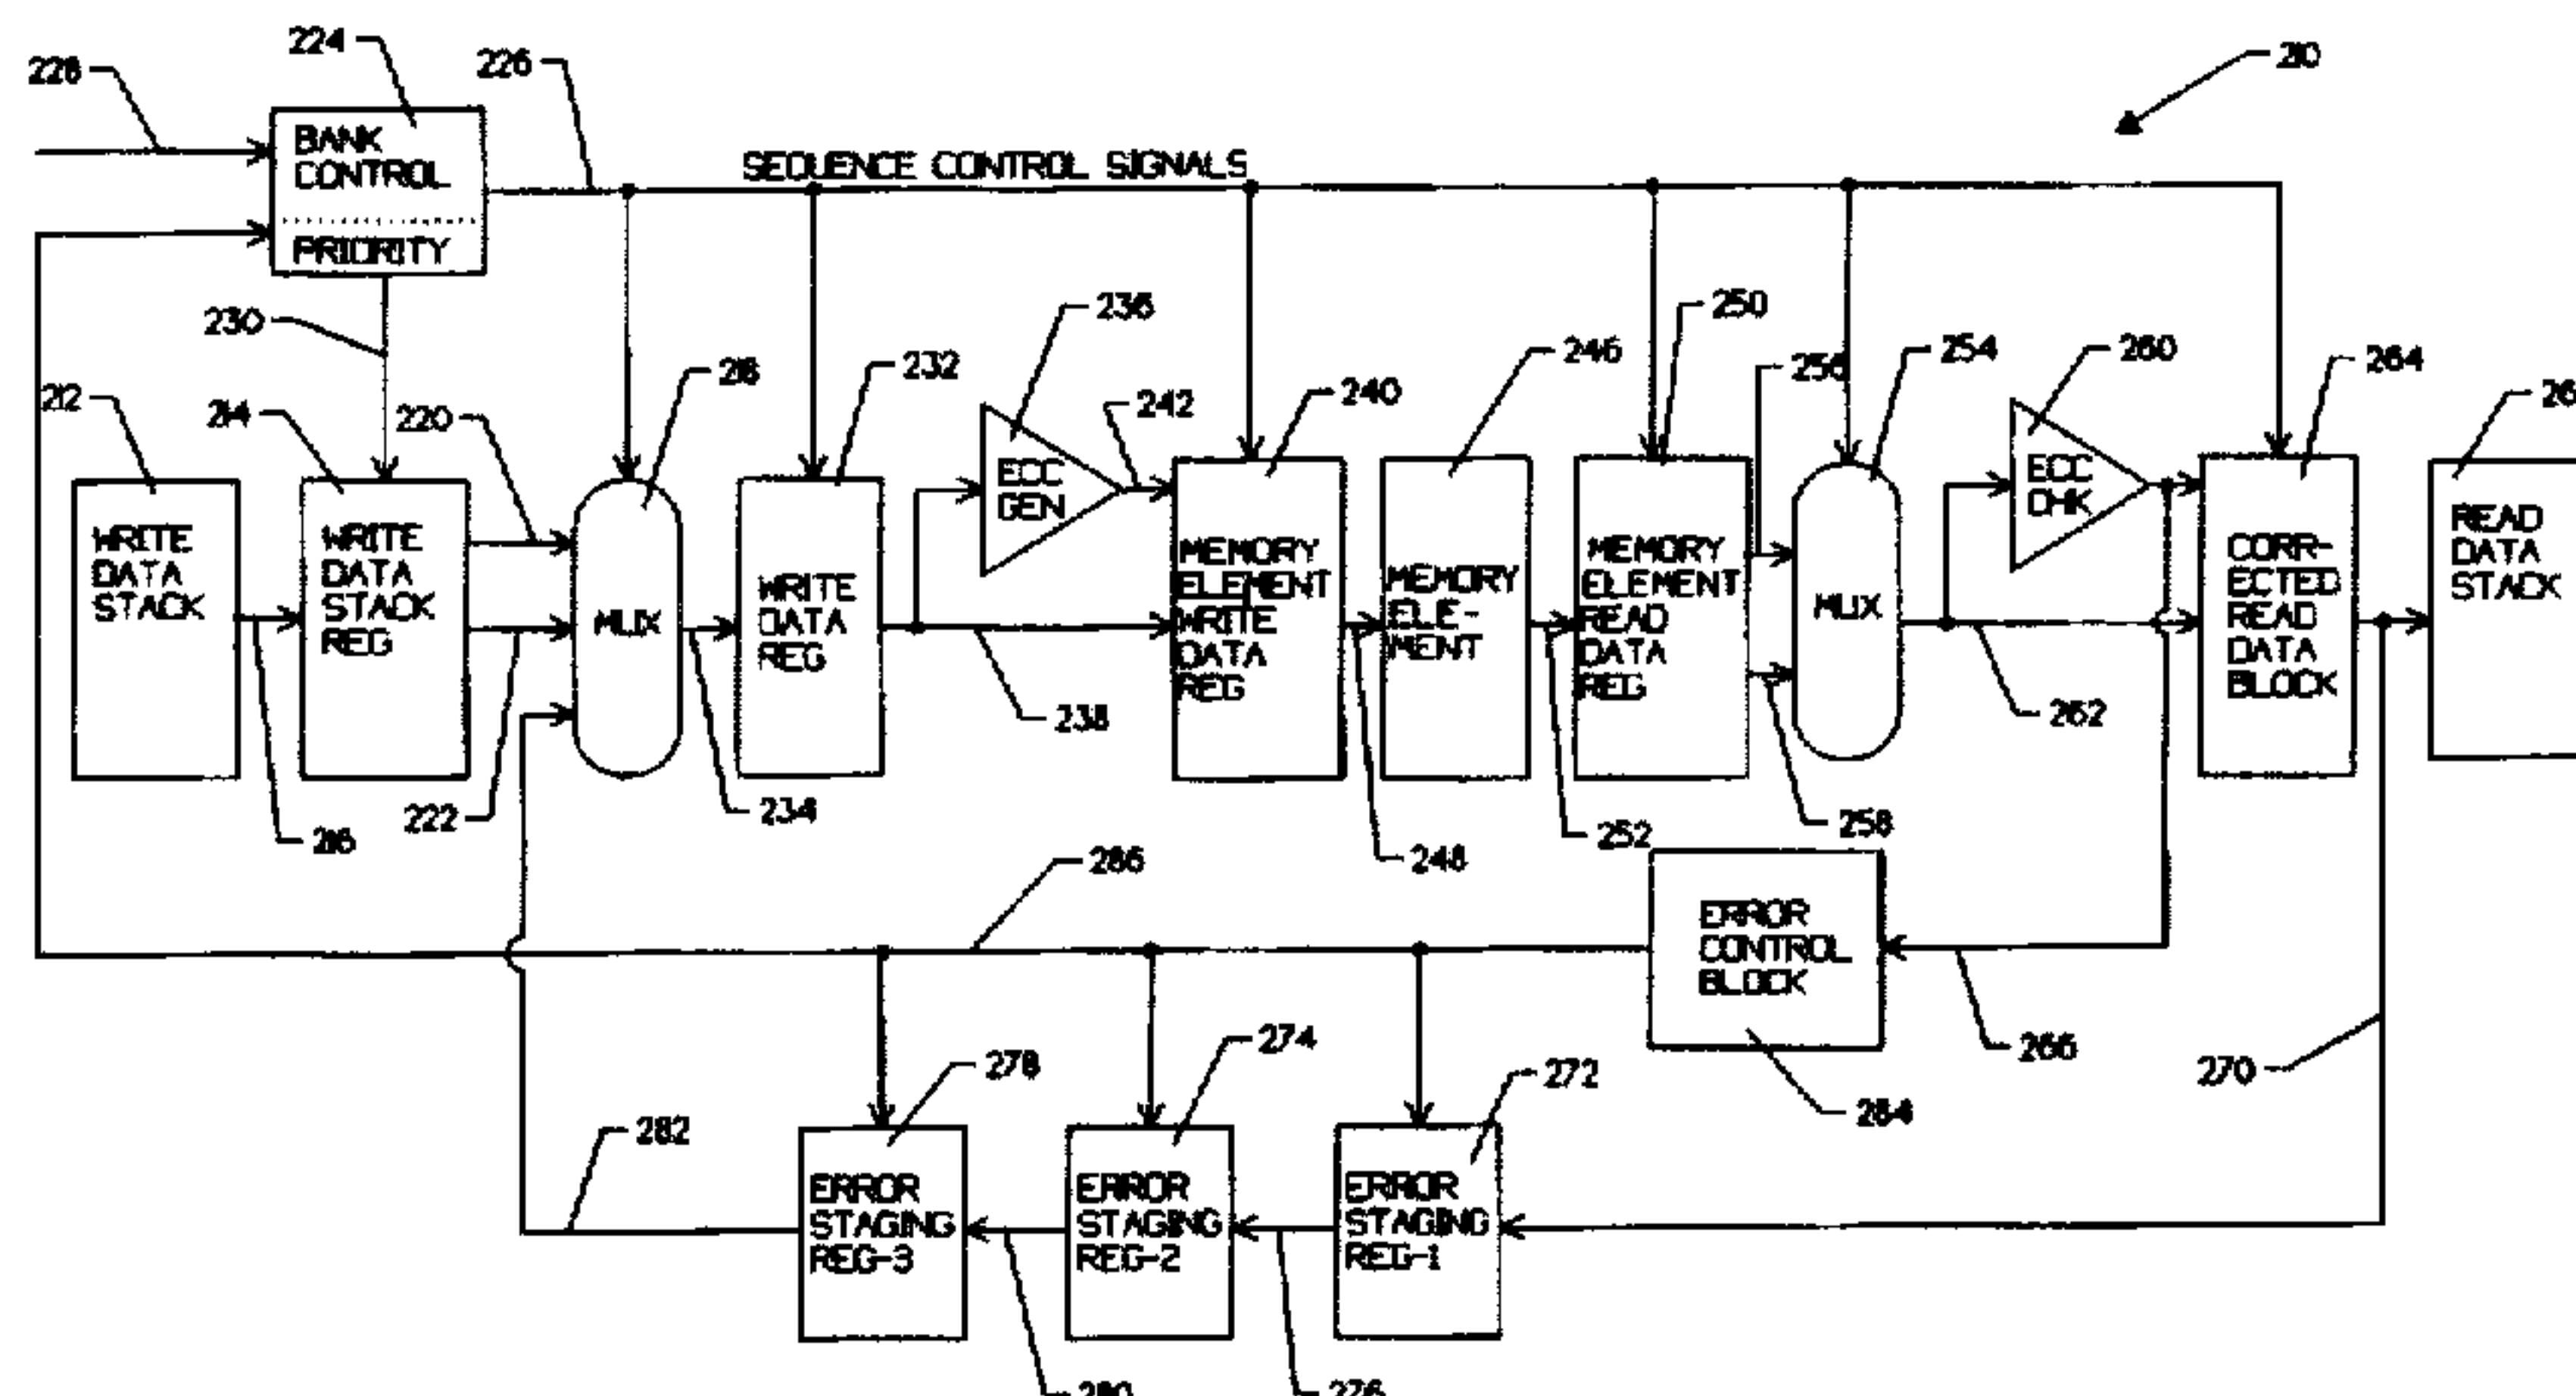 224
226
228
210
BANK
CONTROL
PRIORITY
SEQUENCE CONTROL SIGNALS
230
236
250
212
214
220
218
232
242
240
246
256
254
260
264
WRITE
DATA
STACK
WRITE
DATA
STACK
REG
MUX
WRITE
DATA
REG
ECC
GEN
MEMORY
ELEMENT
WRITE
DATA
REG
MEMORY
ELE-
MENT
MEMORY
ELEMENT
READ
DATA
REG
MUX
ECC
CHK
CORR-
ECTED
READ
DATA
BLOCK
READ
DATA
STACK
216
222
234
238
248
252
258
262
286
ERROR
CONTROL
BLOCK
284
266
270
282
278
274
272
ERROR
STAGING
REG-3
ERROR
STAGING
REG-2
ERROR
STAGING
REG-1
280
276